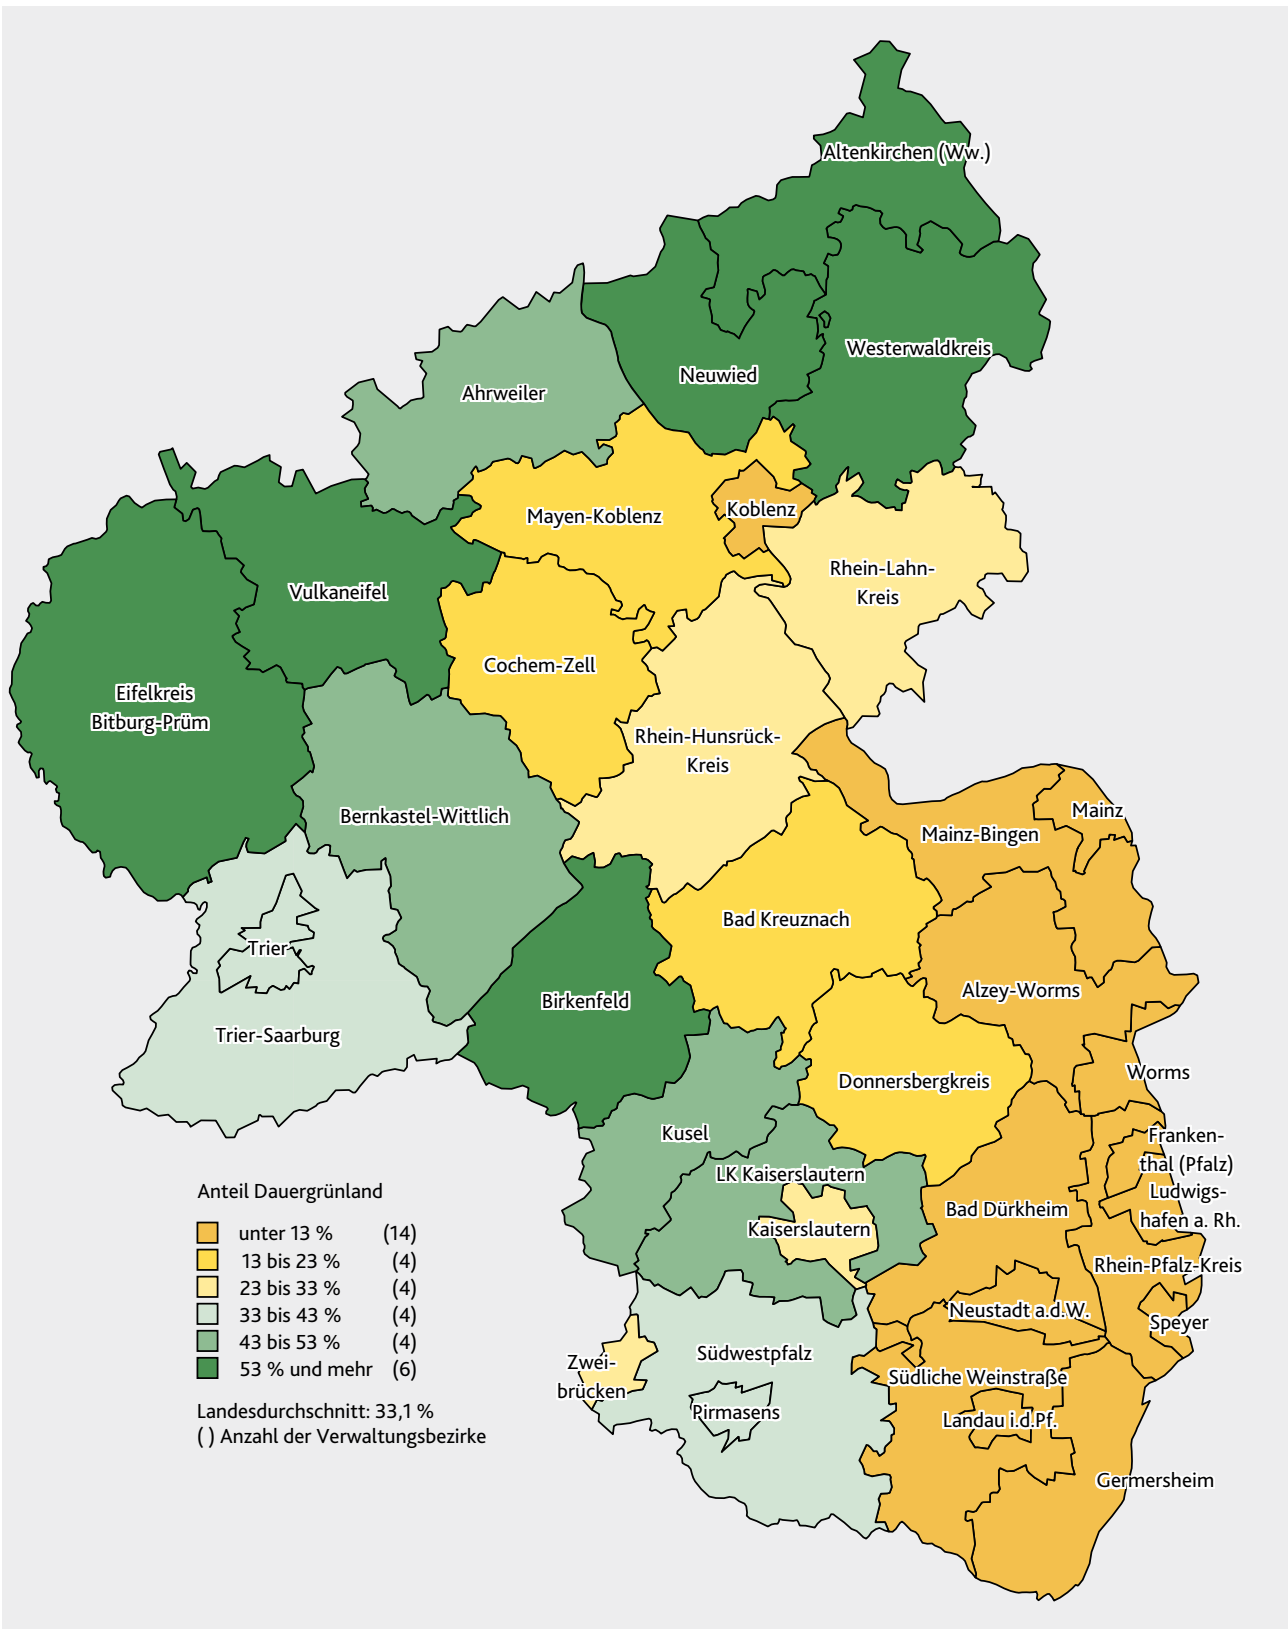 Altenkirchen (Ww.)
Westerwaldkreis
Neuwied
Ahrweiler
Koblenz
Mayen-Koblenz
Rhein-Lahn-
Kreis
Vulkaneifel
Cochem-Zell
Eifelkreis
Bitburg-Prüm
Rhein-Hunsrück-
Kreis
Bernkastel-Wittlich
Mainz
Mainz-Bingen
Bad Kreuznach
Trier
Alzey-Worms
Birkenfeld
Trier-Saarburg
Worms
Donnersbergkreis
Kusel
Franken-
thal (Pfalz)
LK Kaiserslautern
Ludwigs-
hafen a. Rh.
Bad Dürkheim
Kaiserslautern
Rhein-Pfalz-Kreis
Neustadt a.d.W.
Speyer
Südwestpfalz
Zwei-
brücken
Südliche Weinstraße
Pirmasens
Landau i.d.Pf.
Germersheim
Anteil Dauergrünland
unter 13 % (14)
13 bis 23 % (4)
23 bis 33 % (4)
33 bis 43 % (4)
43 bis 53 % (4)
53 % und mehr (6)
Landesdurchschnitt: 33,1 %
( ) Anzahl der Verwaltungsbezirke